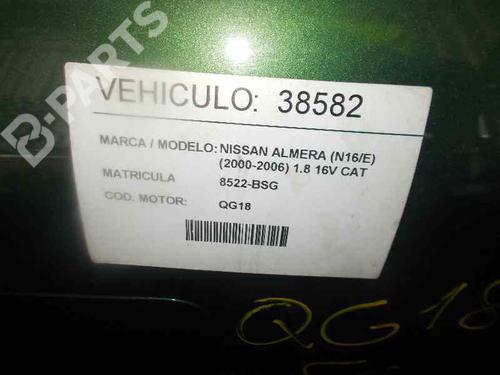 B-PARTS
VEHICULO: 38582
MARCA / MODELO: NISSAN ALMERA (N16/E)
(2000-2006) 1.8 16V CAT
MATRICULA 8522-BSG
COD. MOTOR: QG18
QG18